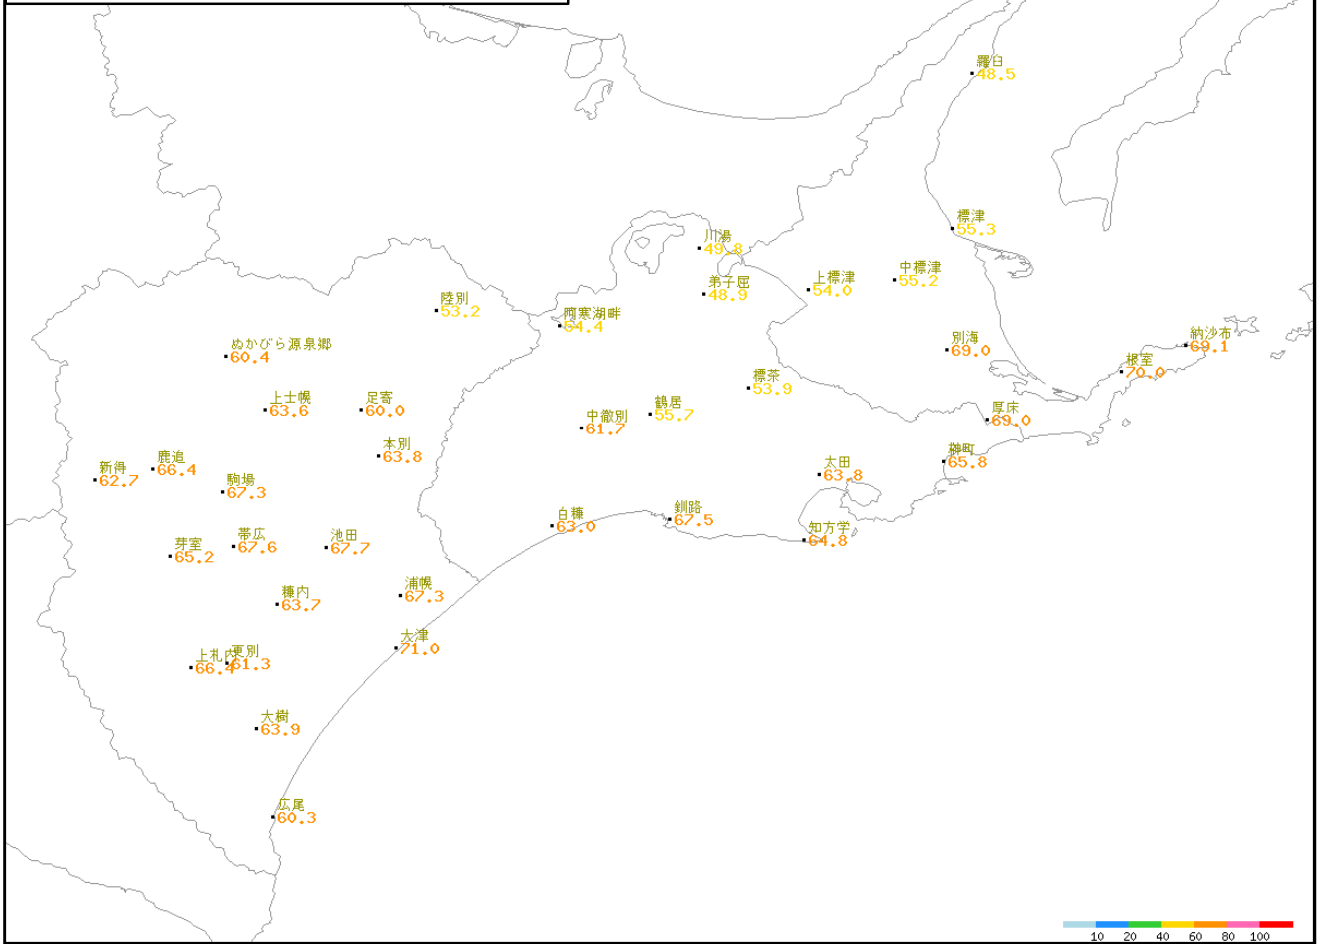 羅臼
48.5
標津
55.3
川湯
49.8
中標津
55.2
上標津
54.0
弟子屈
48.9
陸別
53.2
阿寒湖畔
54.4
納沙布
69.1
ぬかびら源泉郷
60.4
別海
69.0
根室
70.0
標茶
53.9
上士幌
63.6
足寄
60.0
鶴居
55.7
厚床
69.0
中徹別
61.7
本別
63.8
榊町
65.8
鹿追
66.4
新得
62.7
太田
63.8
駒場
67.3
釧路
67.5
白糠
63.0
知方学
64.8
帯広
67.6
池田
67.7
芽室
65.2
浦幌
67.3
糠内
63.7
大津
71.0
更別
61.3
上札内
66.4
大樹
63.9
広尾
60.3
10 20 40 60 80 100